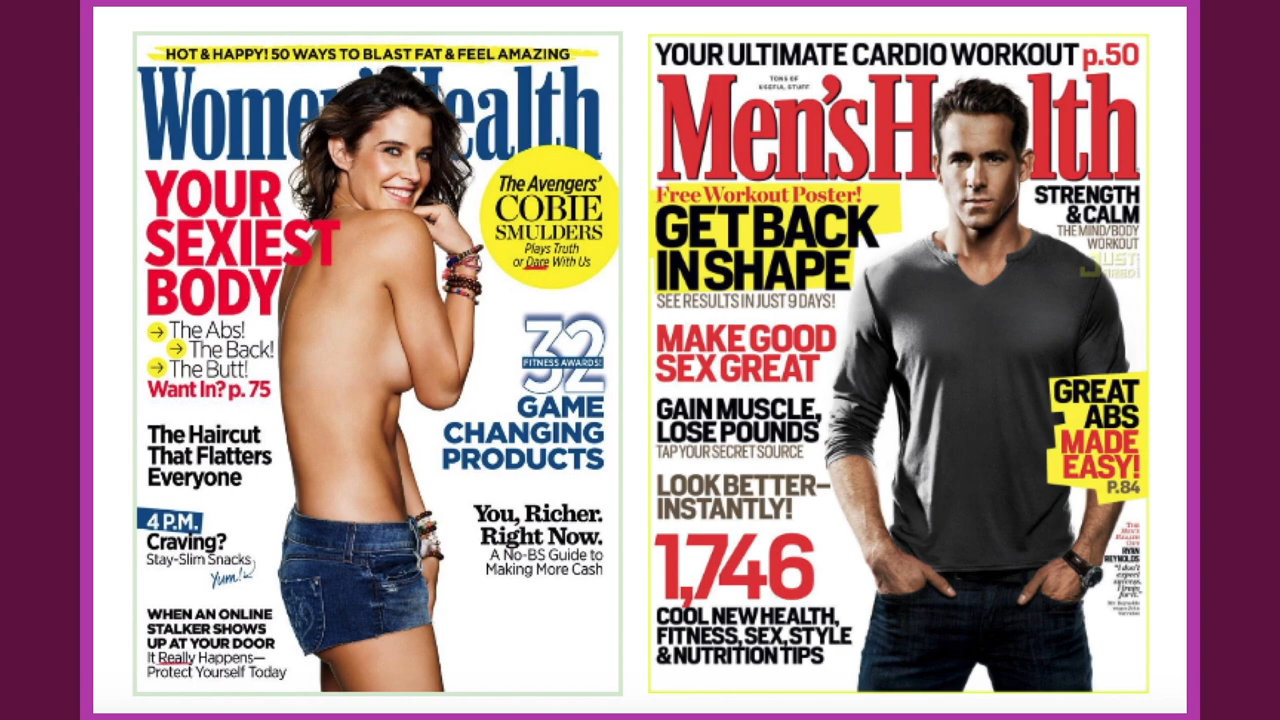 HOT & HAPPY! 50 WAYS TO BLAST FAT & FEEL AMAZING
Women's Health
YOUR
SEXIEST
BODY
The Abs!
The Back!
The Butt!
Want In? p. 75
The Haircut
That Flatters
Everyone
4 P.M.
Craving?
Stay-Slim Snacks
Yum!
WHEN AN ONLINE
STALKER SHOWS
UP AT YOUR DOOR
It Really Happens—
Protect Yourself Today
The Avengers'
COBIE
SMULDERS
Plays Truth
or Dare With Us
32
FITNESS AWARDS!
GAME
CHANGING
PRODUCTS
You, Richer.
Right Now.
A No-BS Guide to
Making More Cash
YOUR ULTIMATE CARDIO WORKOUT p.50
TONS OF
USEFUL STUFF
Men'sHealth
Free Workout Poster!
GET BACK
IN SHAPE
SEE RESULTS IN JUST 9 DAYS!
MAKE GOOD
SEX GREAT
GAIN MUSCLE,
LOSE POUNDS
TAP YOUR SECRET SOURCE
LOOK BETTER—
INSTANTLY!
1,746
COOL NEW HEALTH,
FITNESS, SEX, STYLE
& NUTRITION TIPS
STRENGTH
& CALM
THE MIND/BODY
WORKOUT
JUST
JARED!
GREAT
ABS
MADE
EASY!
P.84
RYAN
REYNOLDS
"I don't
expect
success.